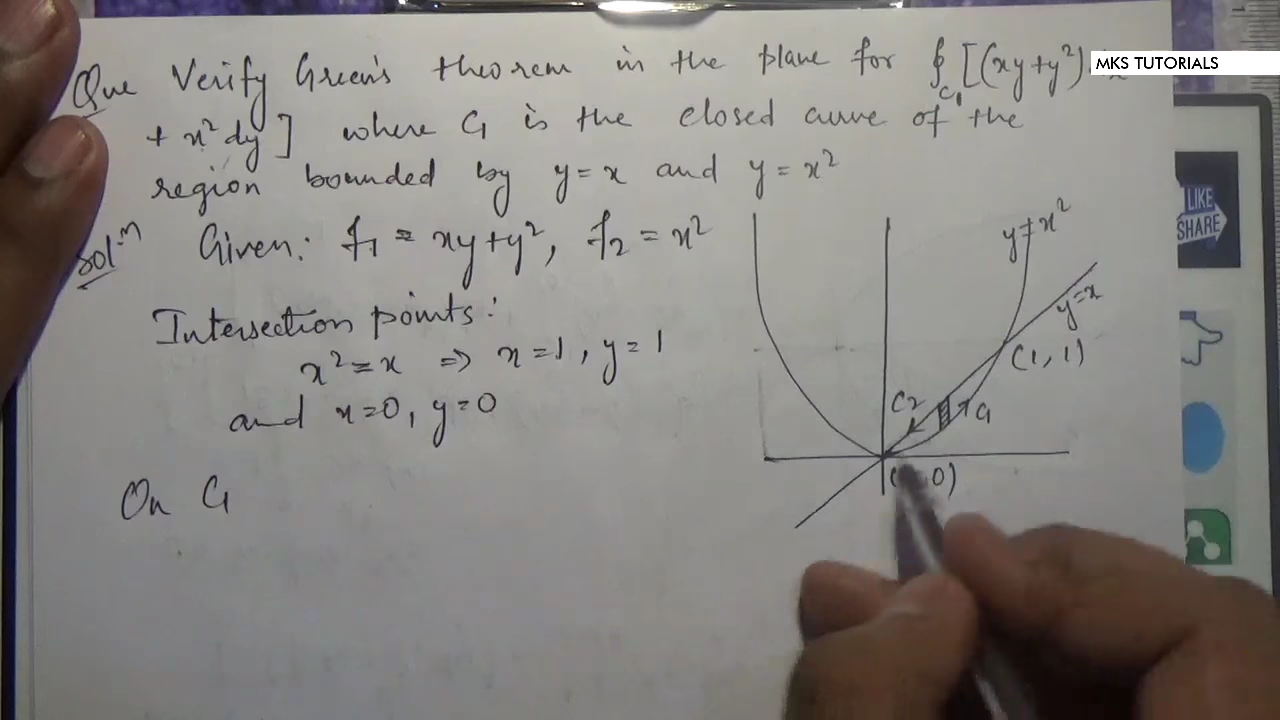 Que Verify Green's theorem in the plane for ∮C1 [(xy+y²)
MKS TUTORIALS
+ x²dy] where C1 is the closed curve of the
region bounded by y=x and y=x²
LIKE
SHARE
Solⁿ Given: f1 = xy+y², f2 = x²
y=x²
y=x
Intersection points:
x²=x ⇒ x=1, y=1
(1, 1)
and x=0, y=0
C2
C1
0)
On C1